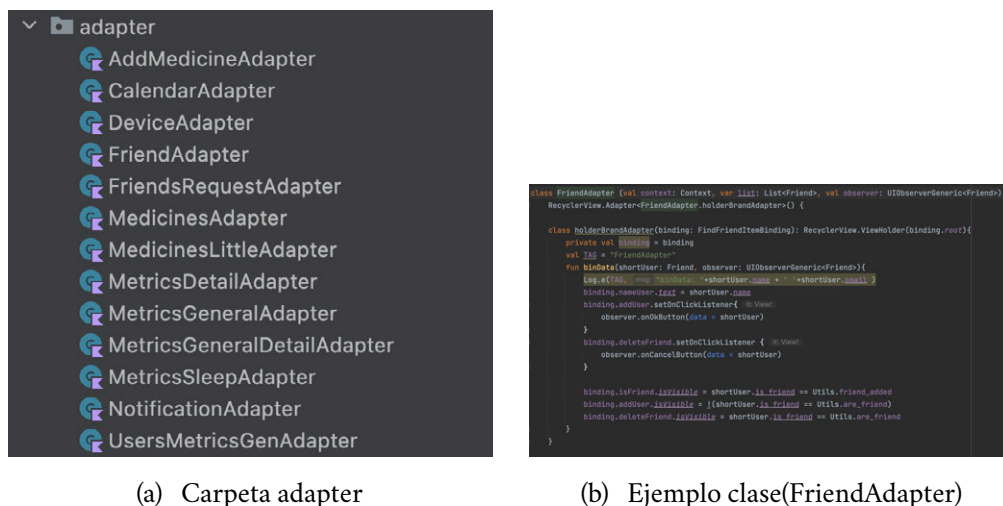 adapter
AddMedicineAdapter
CalendarAdapter
DeviceAdapter
FriendAdapter
FriendsRequestAdapter
MedicinesAdapter
MedicinesLittleAdapter
MetricsDetailAdapter
MetricsGeneralAdapter
MetricsGeneralDetailAdapter
MetricsSleepAdapter
NotificationAdapter
UsersMetricsGenAdapter
(a) Carpeta adapter
class FriendAdapter (val context: Context, var list: List<Friend>, val observer: UIObserverGeneric<Friend>)
RecyclerView.Adapter<FriendAdapter.holderBrandAdapter>() {
class holderBrandAdapter(binding: FindFriendItemBinding): RecyclerView.ViewHolder(binding.root){
private val binding = binding
val TAG = "FriendAdapter"
fun binData(shortUser: Friend, observer: UIObserverGeneric<Friend>){
Log.e(TAG, msg: "binData: "+shortUser.name + " "+shortUser.email )
binding.nameUser.text = shortUser.name
binding.addUser.setOnClickListener{ it: View!
observer.onOkButton(data = shortUser)
}
binding.deleteFriend.setOnClickListener { it: View!
observer.onCancelButton(data = shortUser)
}
binding.isFriend.isVisible = shortUser.is_friend == Utils.friend_added
binding.addUser.isVisible = !(shortUser.is_friend == Utils.are_friend)
binding.deleteFriend.isVisible = shortUser.is_friend == Utils.are_friend
}
}
(b) Ejemplo clase(FriendAdapter)